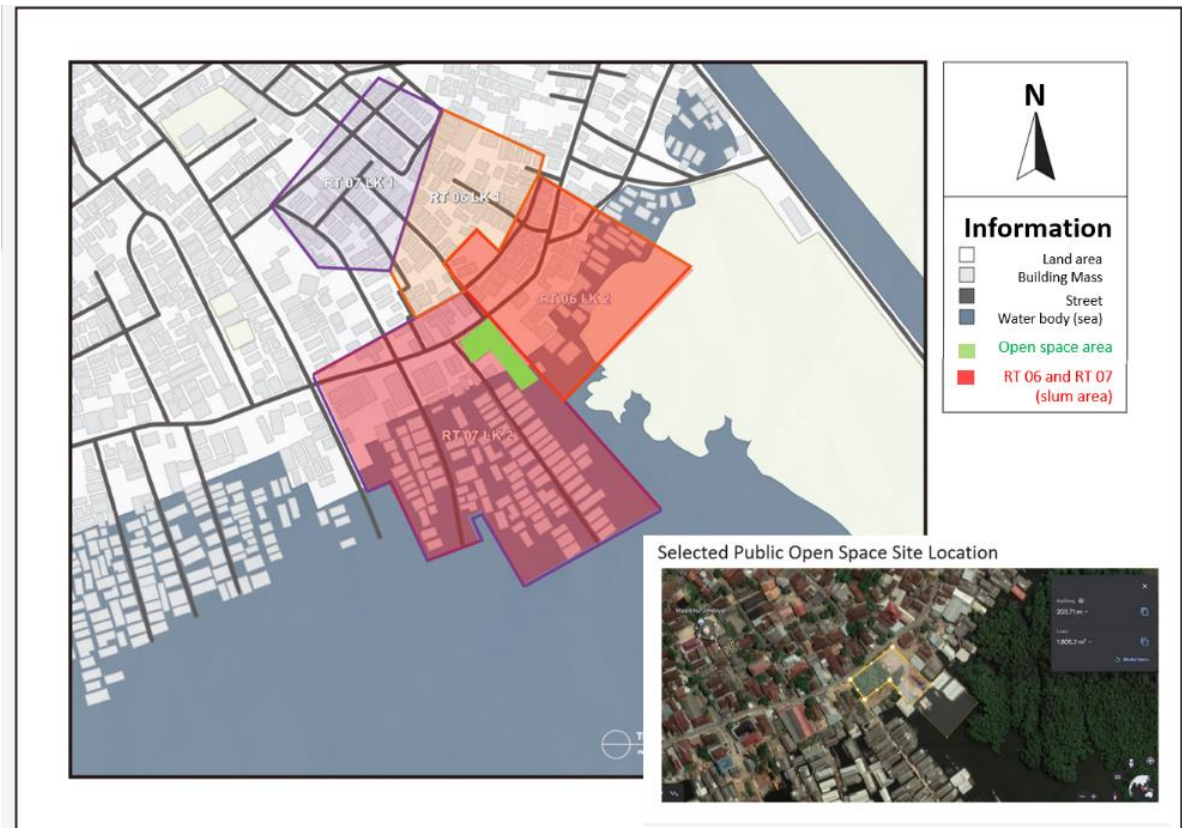 N
Information
Land area
Building Mass
Street
Water body (sea)
Open space area
RT 06 and RT 07
(slum area)
RT 07 LK 1
RT 06 LK 1
RT 06 LK 2
RT 07 LK 2
Selected Public Open Space Site Location
203,71 m